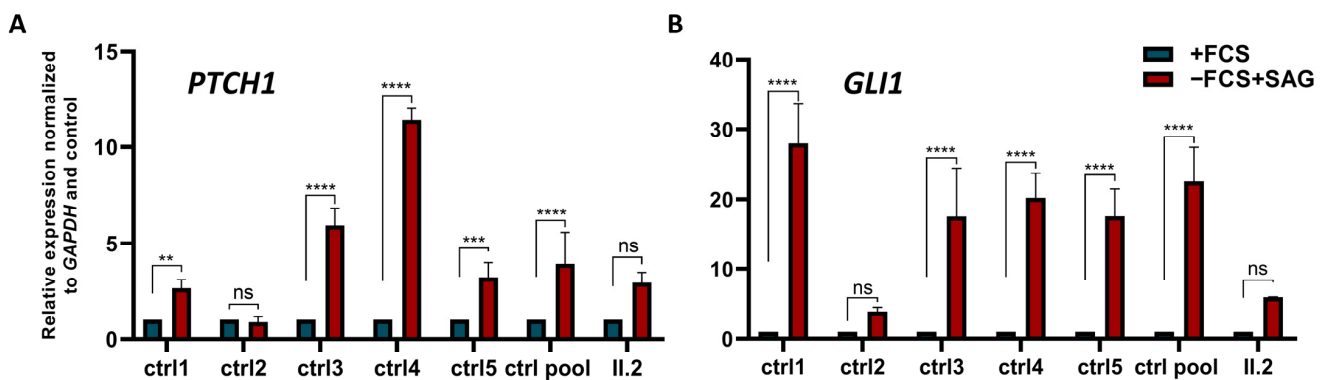 A
PTCH1
Relative expression normalized
to GAPDH and control
15
10
5
0
**
ns
****
****
***
****
ns
ctrl1 ctrl2 ctrl3 ctrl4 ctrl5 ctrl pool II.2
B
GLI1
+FCS
−FCS+SAG
40
30
20
10
0
****
ns
****
****
****
****
ns
ctrl1 ctrl2 ctrl3 ctrl4 ctrl5 ctrl pool II.2